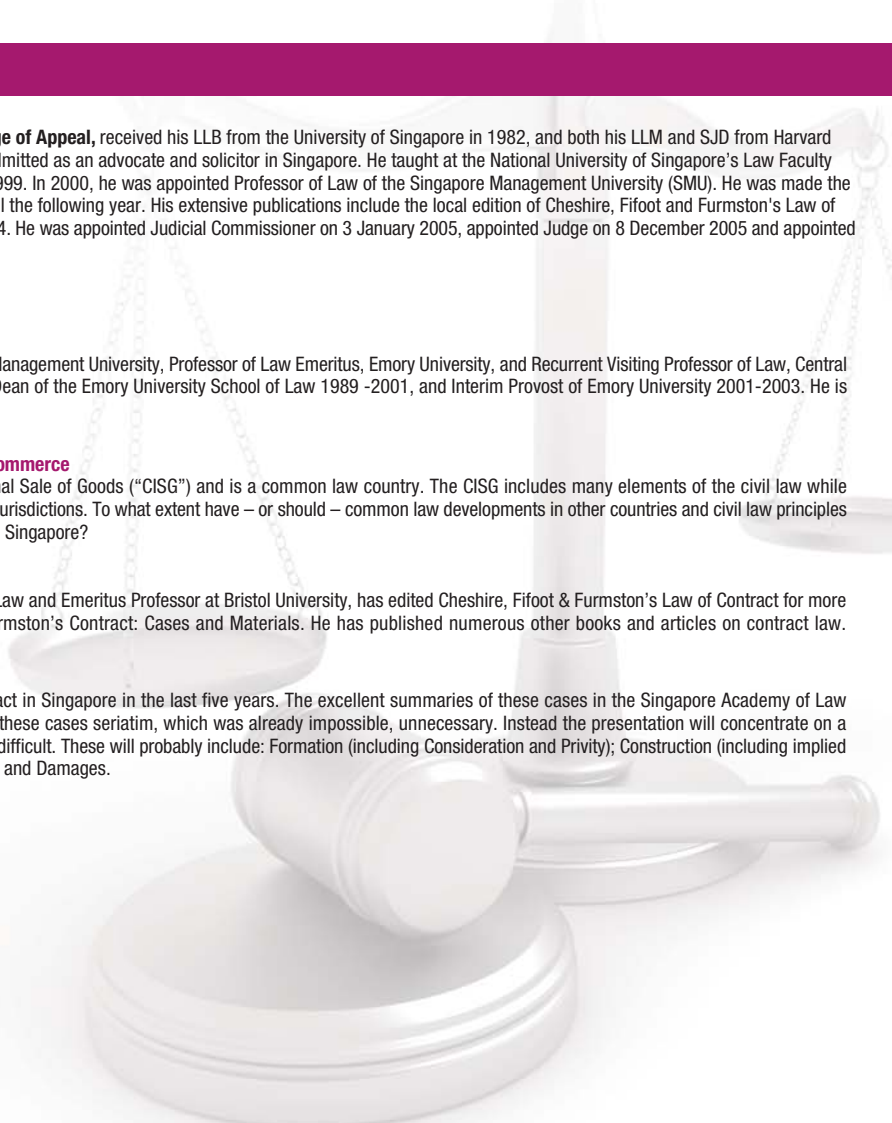 ge of Appeal, received his LLB from the University of Singapore in 1982, and both his LLM and SJD from Harvard
mitted as an advocate and solicitor in Singapore. He taught at the National University of Singapore’s Law Faculty
999. In 2000, he was appointed Professor of Law of the Singapore Management University (SMU). He was made the
l the following year. His extensive publications include the local edition of Cheshire, Fifoot and Furmston's Law of
4. He was appointed Judicial Commissioner on 3 January 2005, appointed Judge on 8 December 2005 and appointed
Management University, Professor of Law Emeritus, Emory University, and Recurrent Visiting Professor of Law, Central
Dean of the Emory University School of Law 1989 -2001, and Interim Provost of Emory University 2001-2003. He is
ommerce
nal Sale of Goods (“CISG”) and is a common law country. The CISG includes many elements of the civil law while
urisdictions. To what extent have – or should – common law developments in other countries and civil law principles
Singapore?
Law and Emeritus Professor at Bristol University, has edited Cheshire, Fifoot & Furmston’s Law of Contract for more
rmston’s Contract: Cases and Materials. He has published numerous other books and articles on contract law.
act in Singapore in the last five years. The excellent summaries of these cases in the Singapore Academy of Law
these cases seriatim, which was already impossible, unnecessary. Instead the presentation will concentrate on a
difficult. These will probably include: Formation (including Consideration and Privity); Construction (including implied
and Damages.